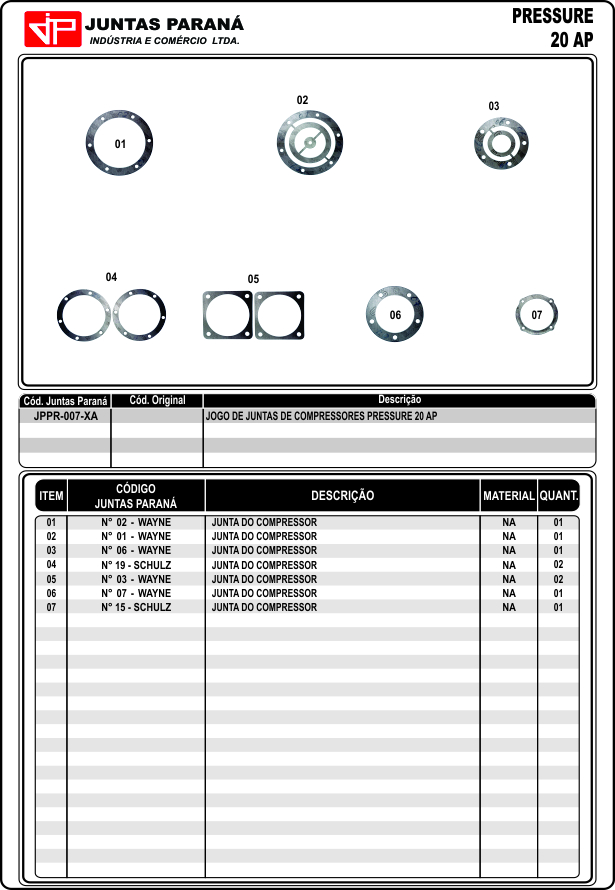 JP JUNTAS PARANÁ
INDÚSTRIA E COMÉRCIO LTDA.
PRESSURE
20 AP
01
02
03
04
05
06
07
Cód. Juntas Paraná Cód. Original Descrição
JPPR-007-XA JOGO DE JUNTAS DE COMPRESSORES PRESSURE 20 AP
ITEM CÓDIGO JUNTAS PARANÁ DESCRIÇÃO MATERIAL QUANT.
01 N° 02 - WAYNE JUNTA DO COMPRESSOR NA 01
02 N° 01 - WAYNE JUNTA DO COMPRESSOR NA 01
03 N° 06 - WAYNE JUNTA DO COMPRESSOR NA 01
04 N° 19 - SCHULZ JUNTA DO COMPRESSOR NA 02
05 N° 03 - WAYNE JUNTA DO COMPRESSOR NA 02
06 N° 07 - WAYNE JUNTA DO COMPRESSOR NA 01
07 N° 15 - SCHULZ JUNTA DO COMPRESSOR NA 01